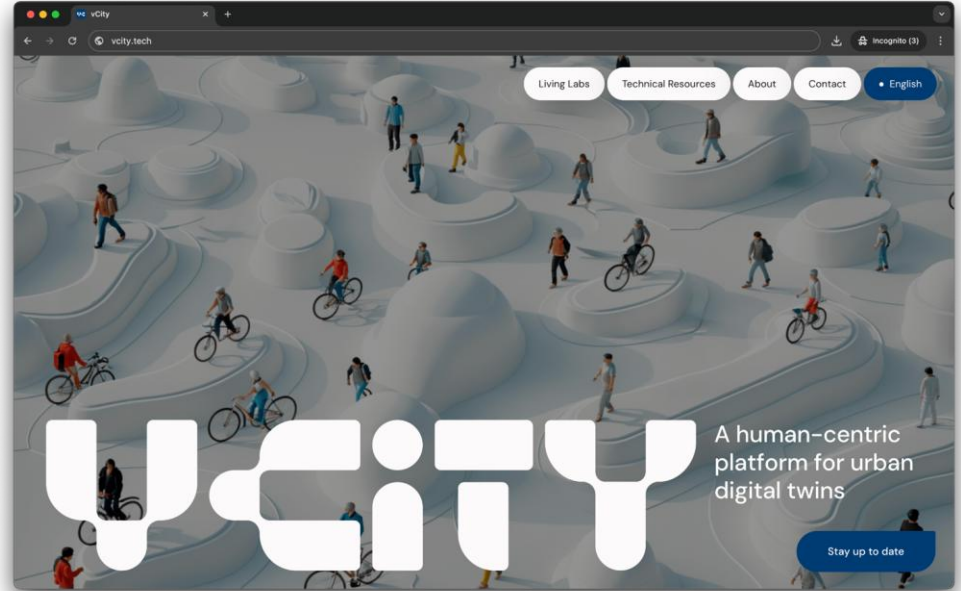 vCity
vcity.tech
Incognito (3)
Living Labs
Technical Resources
About
Contact
English
VCiTY
A human-centric
platform for urban
digital twins
Stay up to date